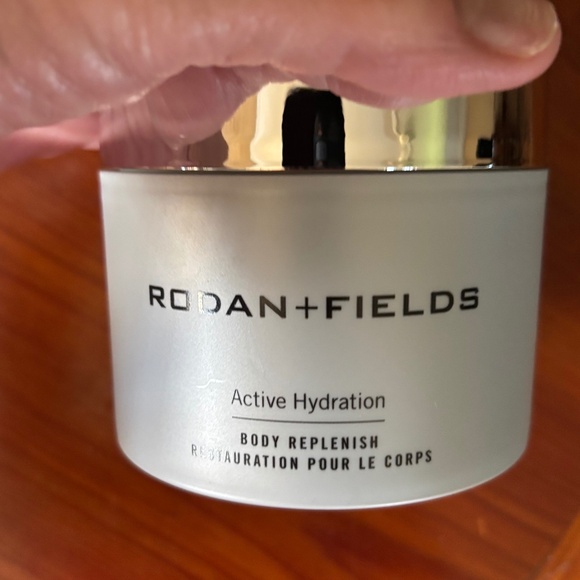 RODAN+FIELDS
Active Hydration
BODY REPLENISH
RESTAURATION POUR LE CORPS